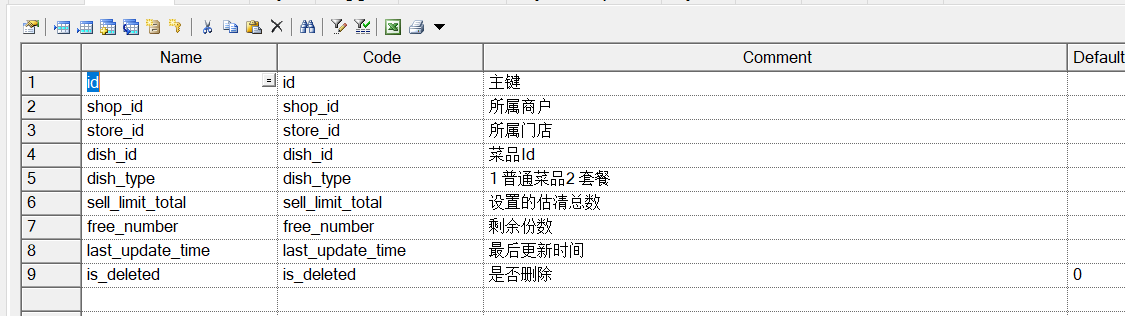 Name Code Comment Default
1 id = id 主键
2 shop_id shop_id 所属商户
3 store_id store_id 所属门店
4 dish_id dish_id 菜品Id
5 dish_type dish_type 1 普通菜品2 套餐
6 sell_limit_total sell_limit_total 设置的估清总数
7 free_number free_number 剩余份数
8 last_update_time last_update_time 最后更新时间
9 is_deleted is_deleted 是否删除 0